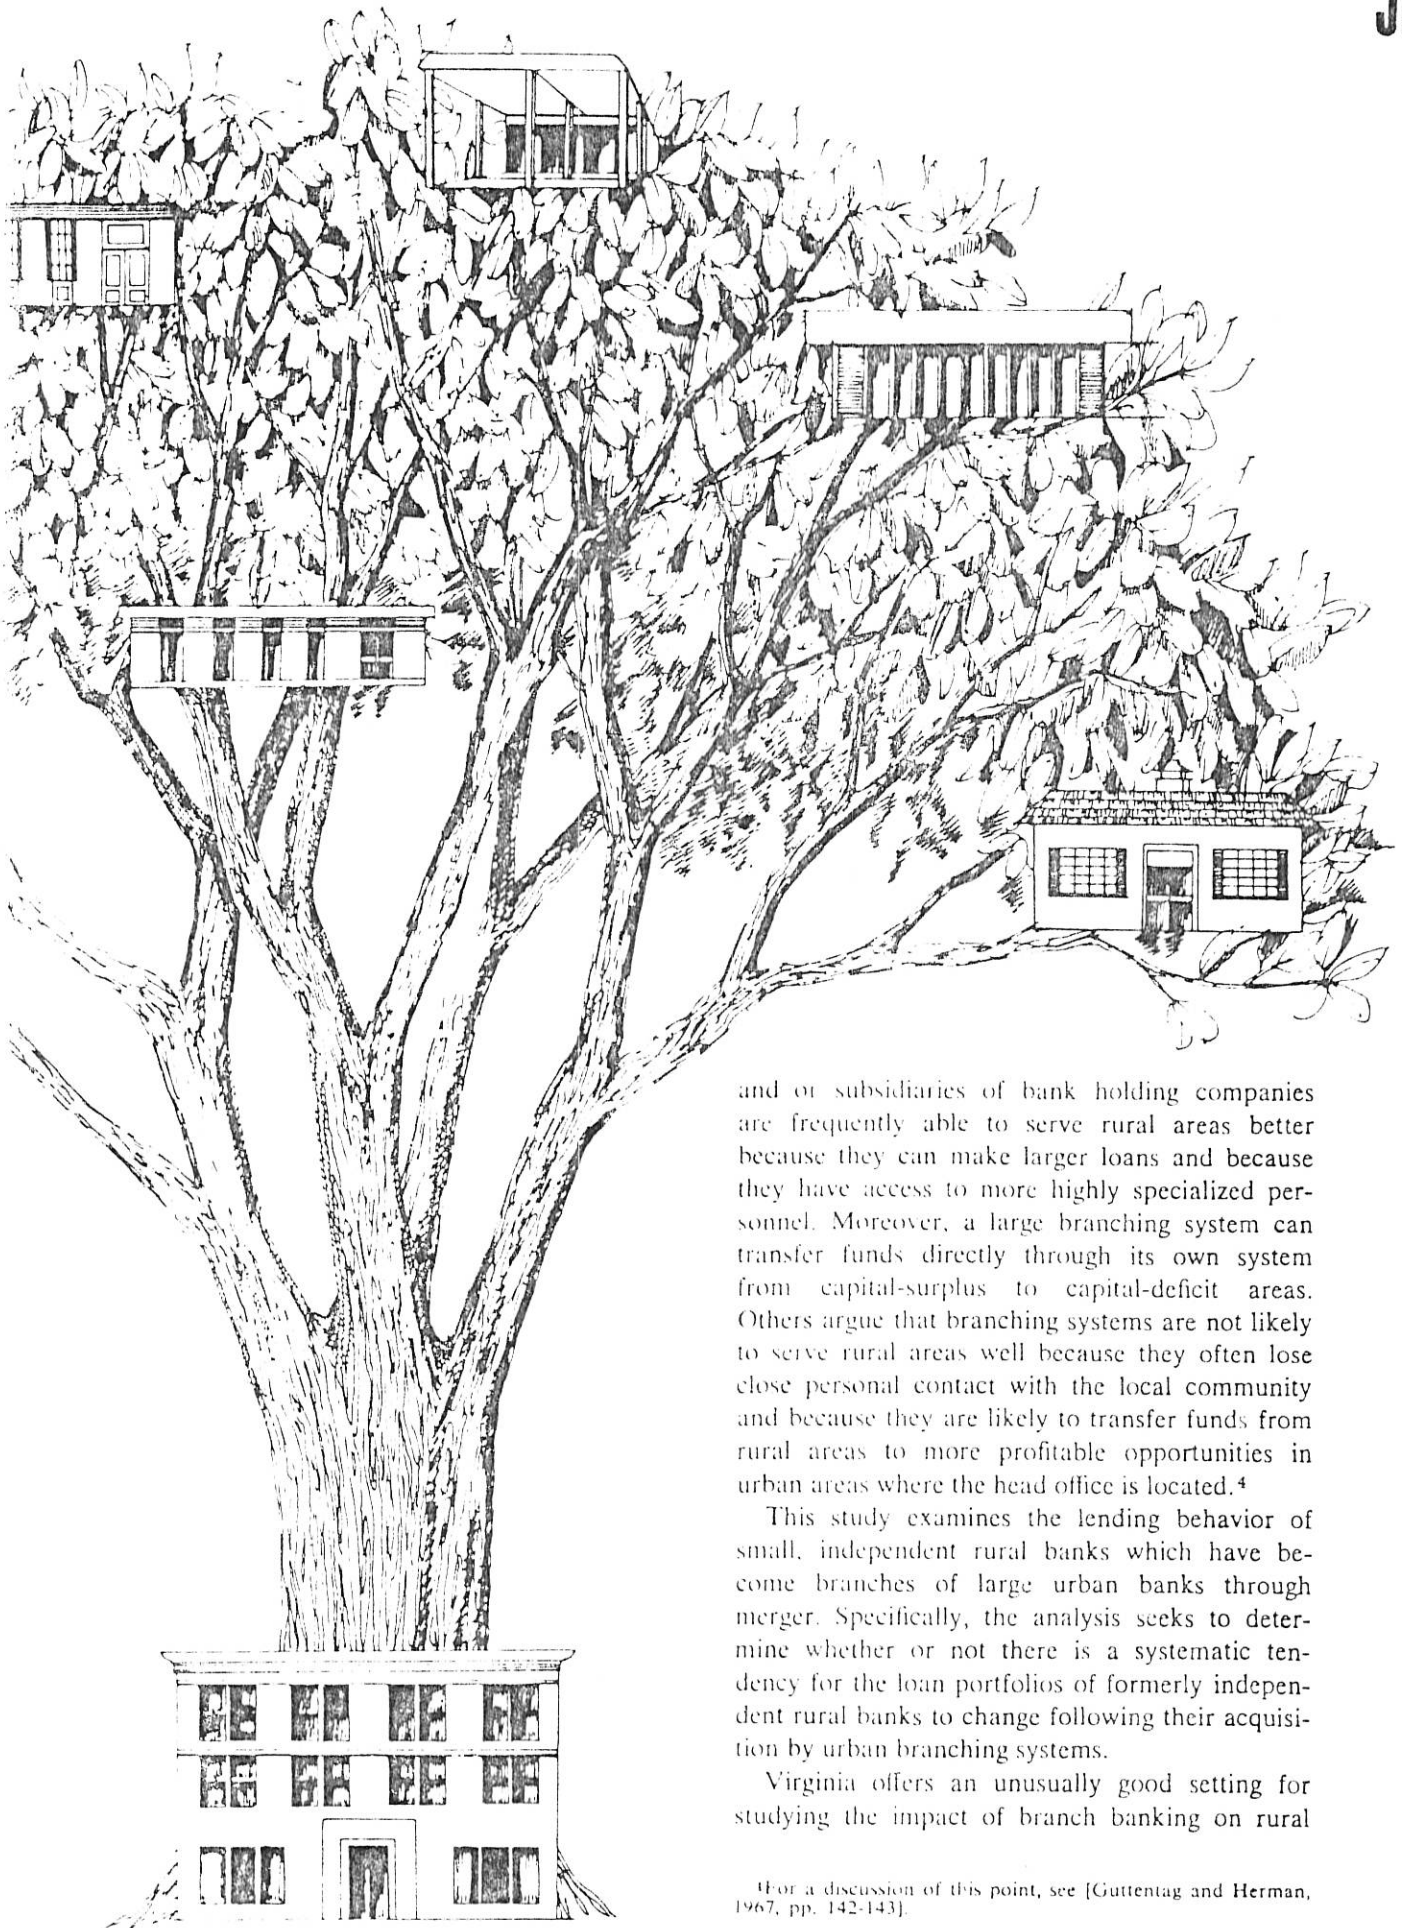 J
and or subsidiaries of bank holding companies
are frequently able to serve rural areas better
because they can make larger loans and because
they have access to more highly specialized per-
sonnel. Moreover, a large branching system can
transfer funds directly through its own system
from capital-surplus to capital-deficit areas.
Others argue that branching systems are not likely
to serve rural areas well because they often lose
close personal contact with the local community
and because they are likely to transfer funds from
rural areas to more profitable opportunities in
urban areas where the head office is located.⁴
This study examines the lending behavior of
small, independent rural banks which have be-
come branches of large urban banks through
merger. Specifically, the analysis seeks to deter-
mine whether or not there is a systematic ten-
dency for the loan portfolios of formerly indepen-
dent rural banks to change following their acquisi-
tion by urban branching systems.
Virginia offers an unusually good setting for
studying the impact of branch banking on rural
⁴For a discussion of this point, see [Guttentag and Herman,
1967, pp. 142-143].